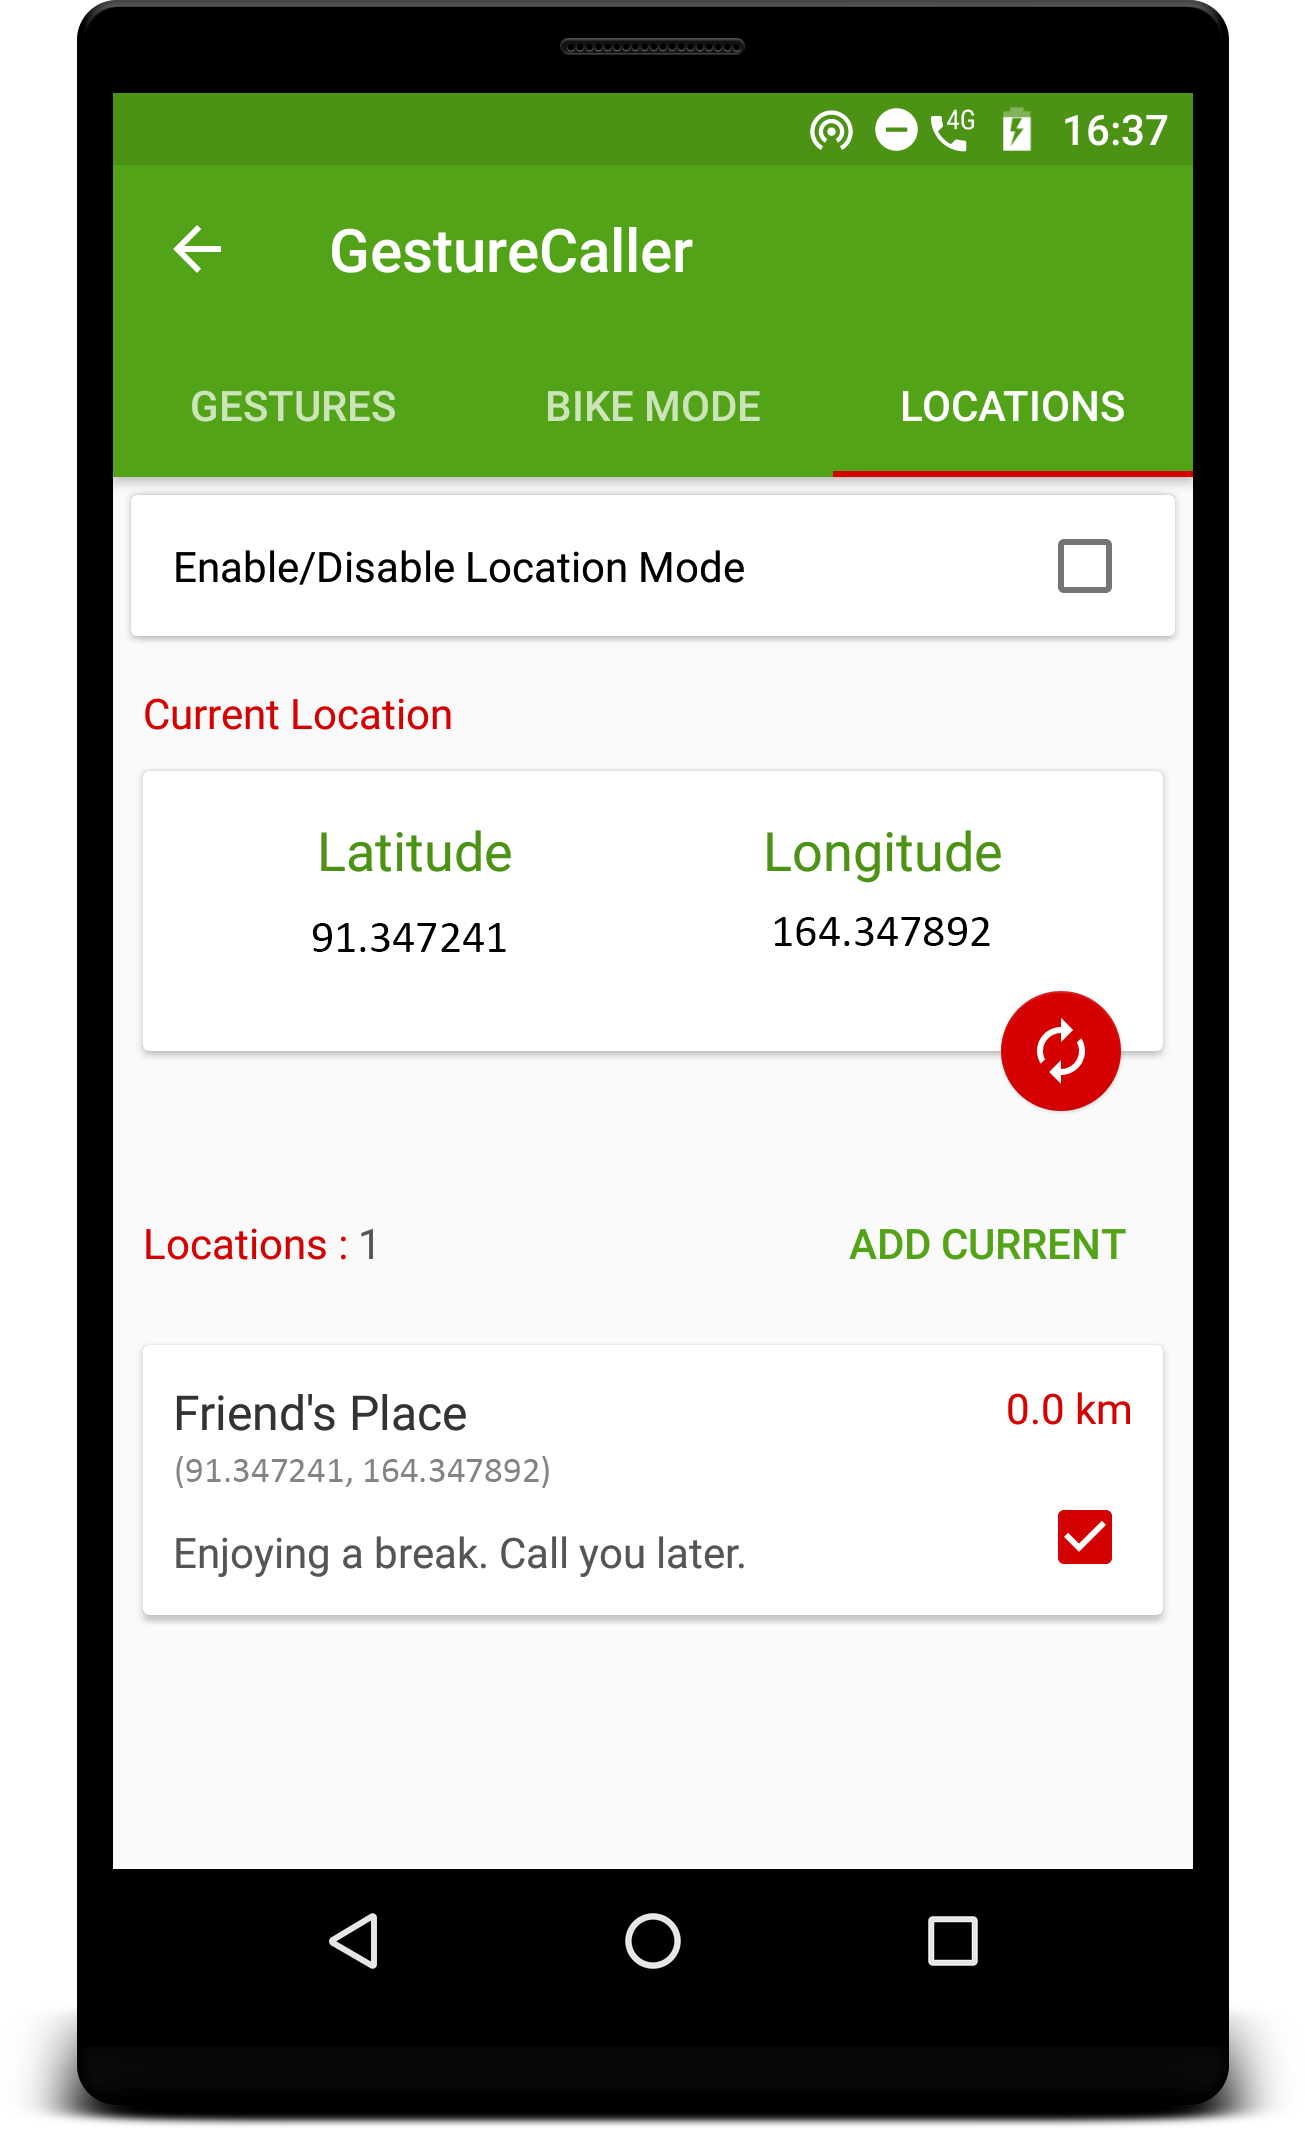 4G 16:37
GestureCaller
GESTURES BIKE MODE LOCATIONS
Enable/Disable Location Mode
Current Location
Latitude Longitude
91.347241 164.347892
Locations : 1 ADD CURRENT
Friend's Place 0.0 km
(91.347241, 164.347892)
Enjoying a break. Call you later.